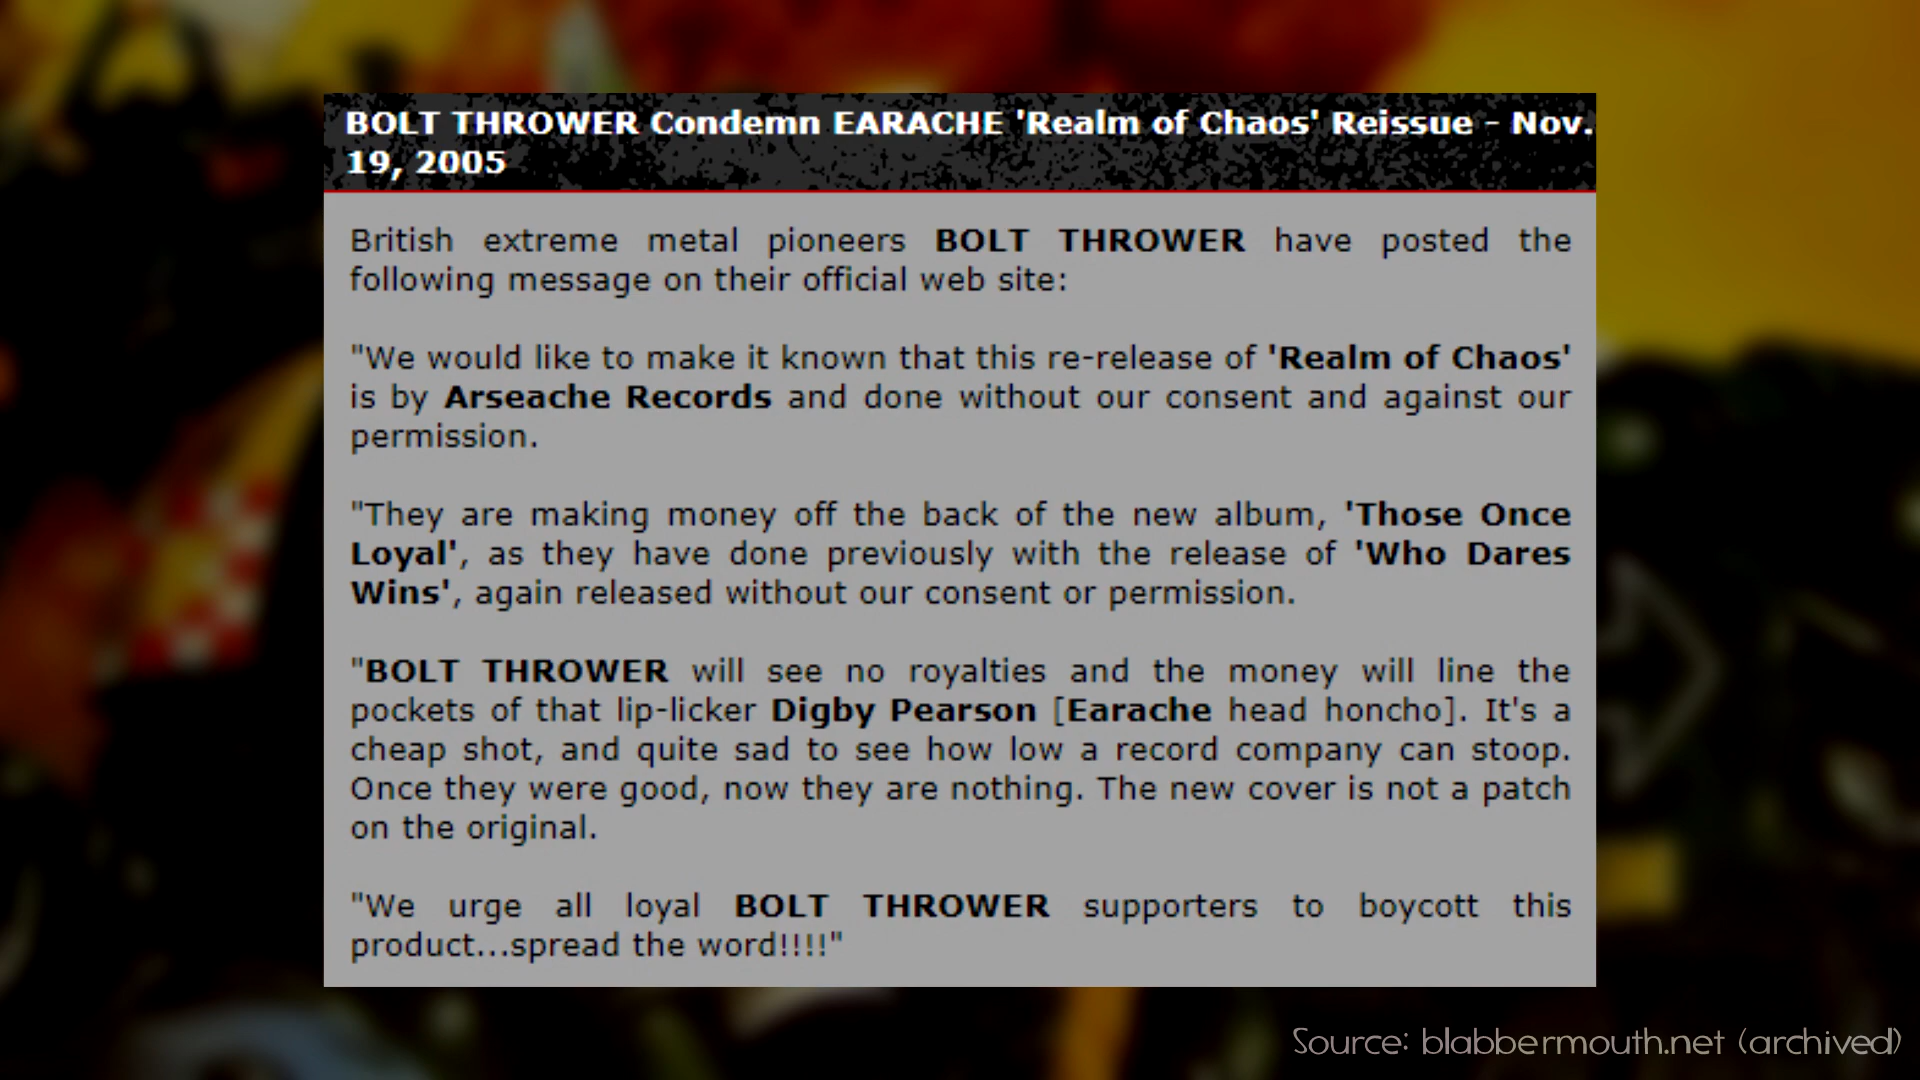 BOLT THROWER Condemn EARACHE 'Realm of Chaos' Reissue - Nov.
19, 2005
British extreme metal pioneers BOLT THROWER have posted the
following message on their official web site:
"We would like to make it known that this re-release of 'Realm of Chaos'
is by Arseache Records and done without our consent and against our
permission.
"They are making money off the back of the new album, 'Those Once
Loyal', as they have done previously with the release of 'Who Dares
Wins', again released without our consent or permission.
"BOLT THROWER will see no royalties and the money will line the
pockets of that lip-licker Digby Pearson [Earache head honcho]. It's a
cheap shot, and quite sad to see how low a record company can stoop.
Once they were good, now they are nothing. The new cover is not a patch
on the original.
"We urge all loyal BOLT THROWER supporters to boycott this
product...spread the word!!!!"
Source: blabbermouth.net (archived)